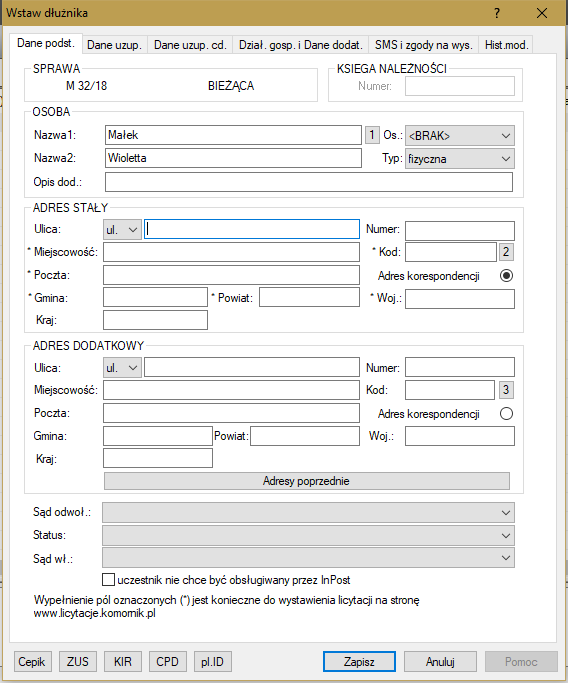 Wstaw dłużnika ?
Dane podst. Dane uzup. Dane uzup. cd. Dział. gosp. i Dane dodat. SMS i zgody na wys. Hist.mod.
SPRAWA KSIEGA NALEŻNOŚCI
M 32/18 BIEŻĄCA Numer:
OSOBA
Nazwa1: Małek 1 Os.: <BRAK>
Nazwa2: Wioletta Typ: fizyczna
Opis dod.:
ADRES STAŁY
Ulica: ul. Numer:
* Miejscowość: * Kod: 2
* Poczta: Adres korespondencji
* Gmina: * Powiat: * Woj.:
Kraj:
ADRES DODATKOWY
Ulica: ul. Numer:
Miejscowość: Kod: 3
Poczta: Adres korespondencji
Gmina: Powiat: Woj.:
Kraj:
Adresy poprzednie
Sąd odwoł.:
Status:
Sąd wł.:
uczestnik nie chce być obsługiwany przez InPost
Wypełnienie pól oznaczonych (*) jest konieczne do wystawienia licytacji na stronę
www.licytacje.komornik.pl
Cepik ZUS KIR CPD pl.ID Zapisz Anuluj Pomoc